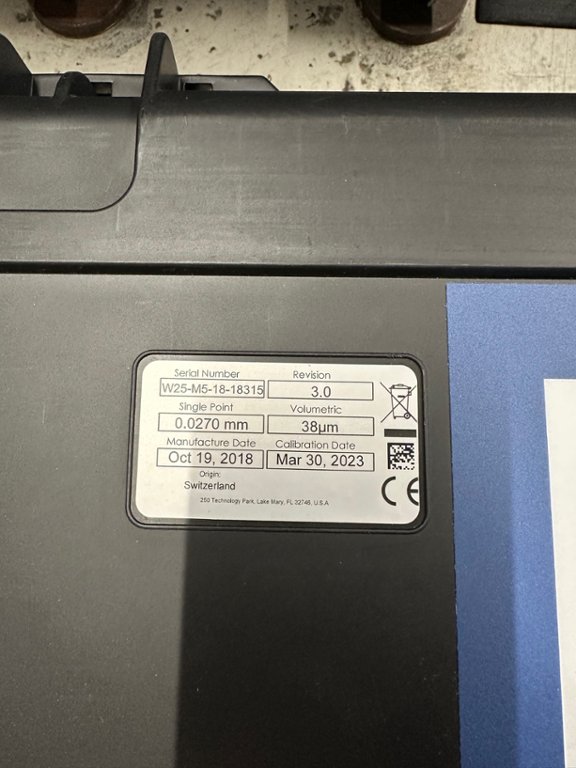 Serial Number Revision
W25-M5-18-18315 3.0
Single Point Volumetric
0.0270 mm 38µm
Manufacture Date Calibration Date
Oct 19, 2018 Mar 30, 2023
Origin:
Switzerland
250 Technology Park, Lake Mary, FL 32746, U.S.A
CE